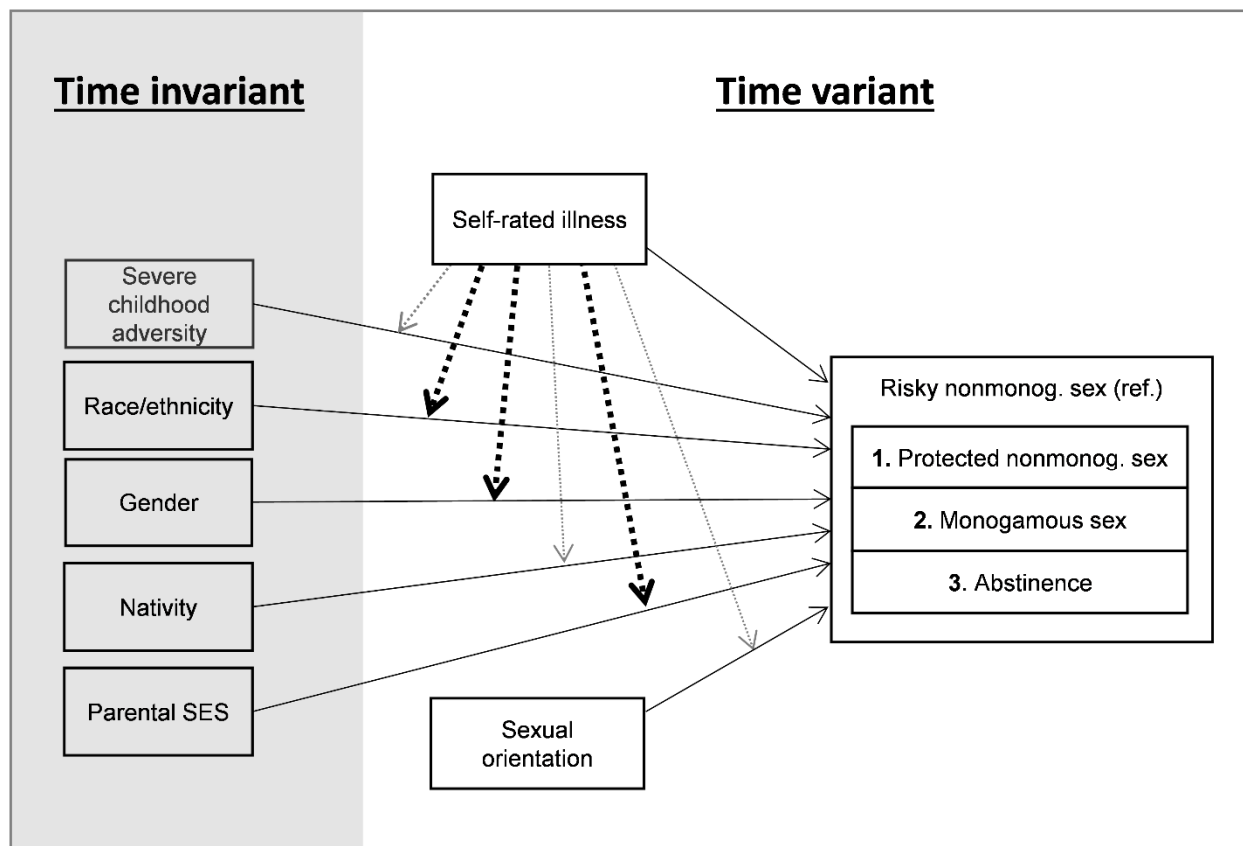 Time invariant
Time variant
Self-rated illness
Severe
childhood
adversity
Race/ethnicity
Gender
Nativity
Parental SES
Sexual
orientation
Risky nonmonog. sex (ref.)
1. Protected nonmonog. sex
2. Monogamous sex
3. Abstinence